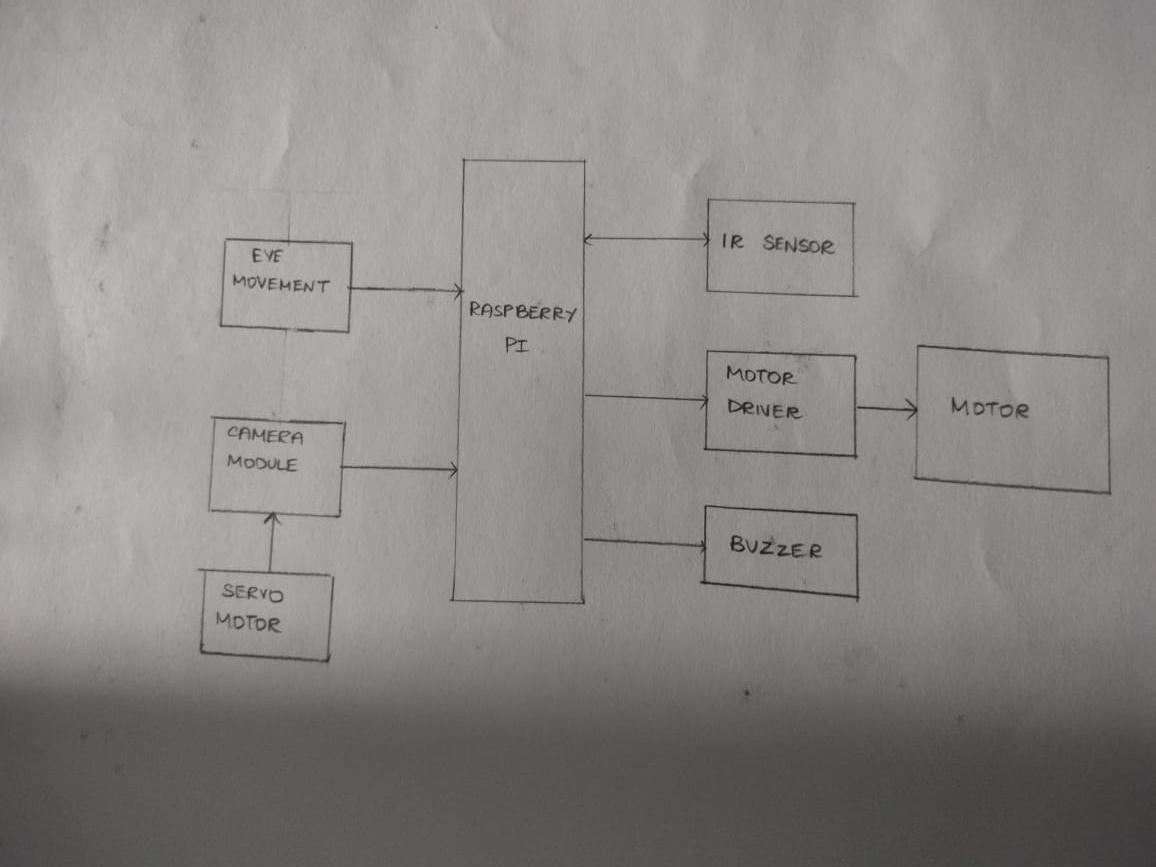 EYE
MOVEMENT
RASPBERRY
PI
IR SENSOR
MOTOR
DRIVER
MOTOR
CAMERA
MODULE
BUZZER
SERVO
MOTOR